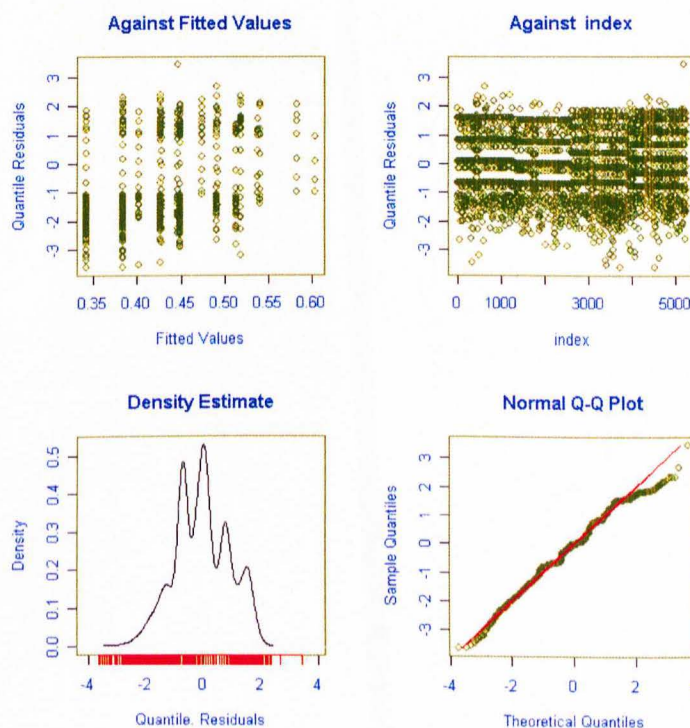 Against Fitted Values
Quantile Residuals
3
2
1
0
-1
-2
-3
0.35 0.40 0.45 0.50 0.55 0.60
Fitted Values
Against index
Quantile Residuals
3
2
1
0
-1
-2
-3
0 1000 3000 5000
index
Density Estimate
Density
0.5
0.4
0.3
0.2
0.1
0.0
-4 -2 0 2 4
Quantile. Residuals
Normal Q-Q Plot
Sample Quantiles
3
2
1
0
-1
-2
-3
-4 -2 0 2
Theoretical Quantiles